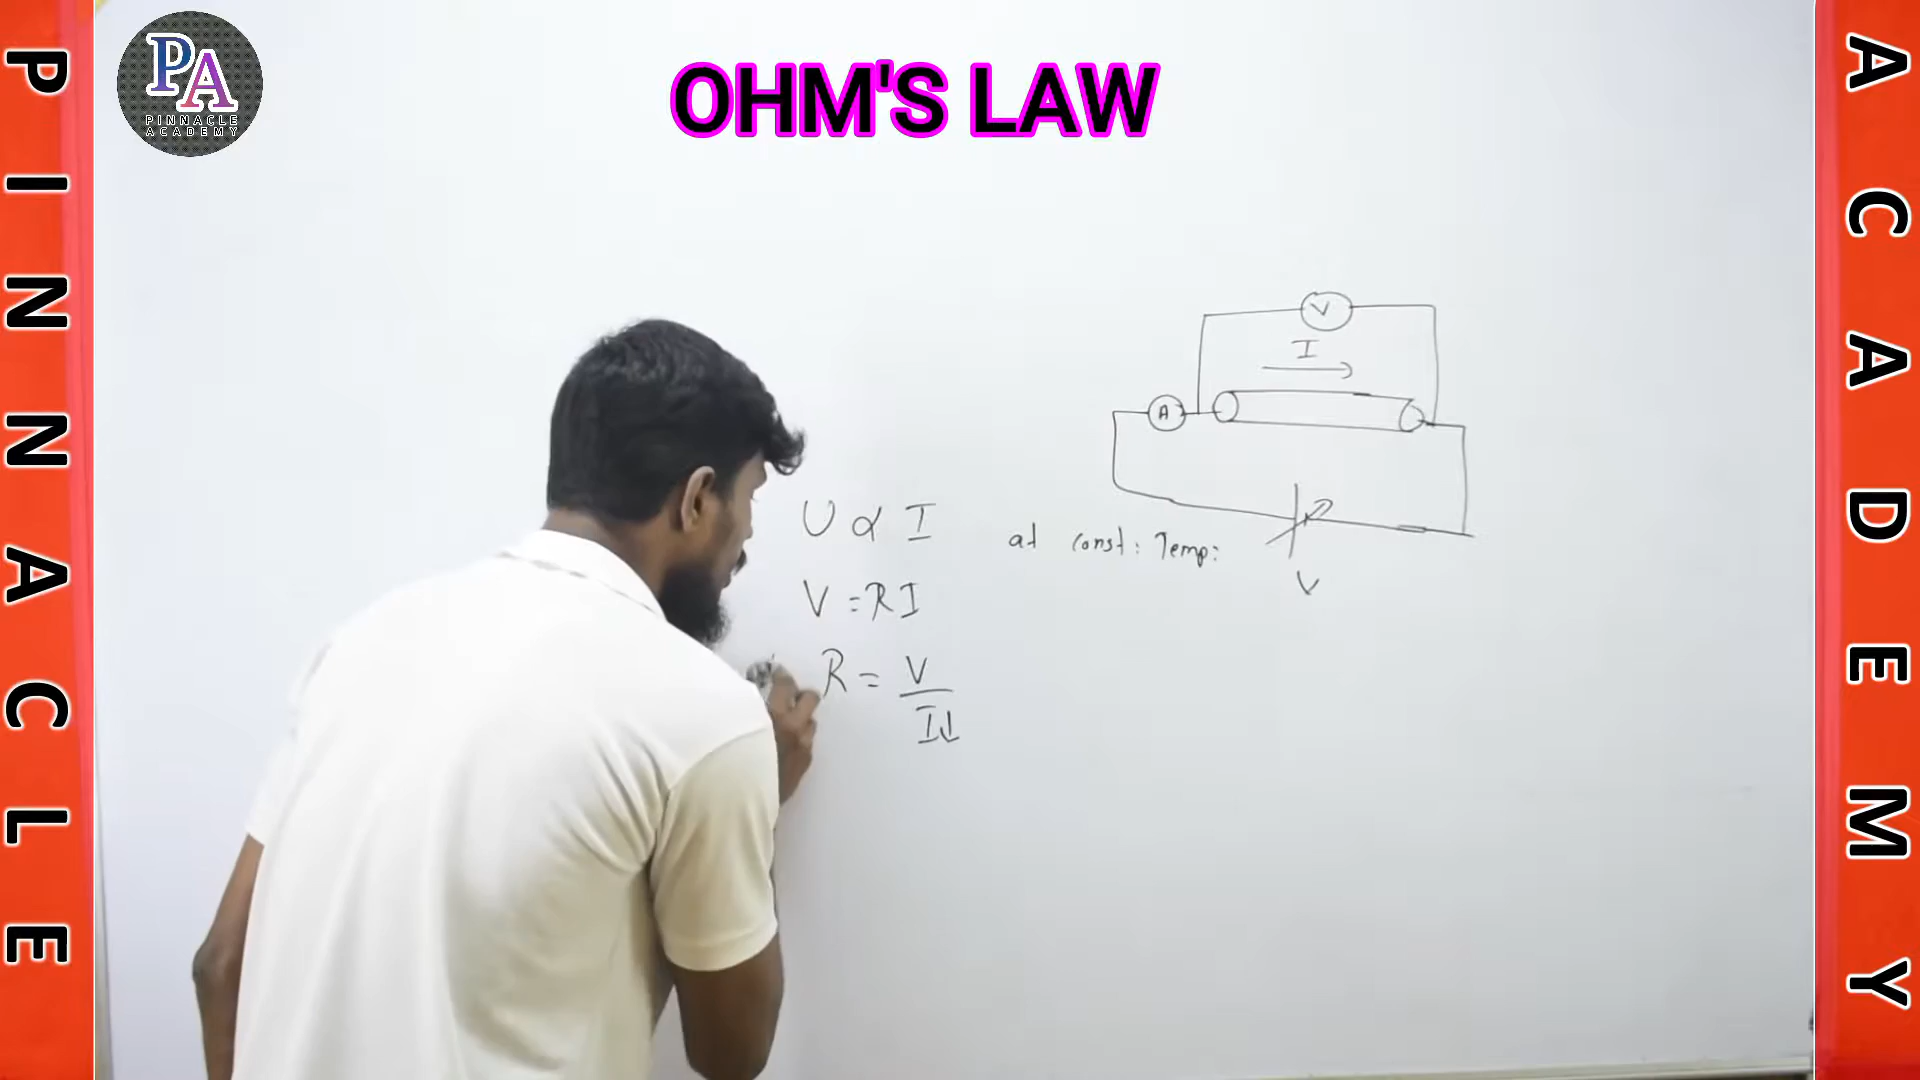 PINNACLE
PA
PINNACLE
ACADEMY
OHM'S LAW
V
I
A
V ∝ I at const: Temp:
V
V = RI
R = V/I↓
ACADEMY